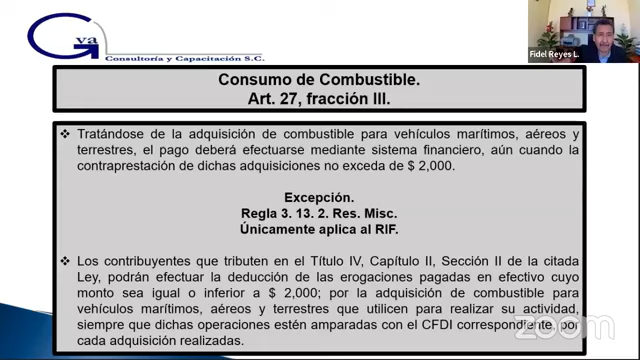 Gva
Consultoría y Capacitación S.C.
Fidel Reyes L.
Consumo de Combustible.
Art. 27, fracción III.
❖ Tratándose de la adquisición de combustible para vehículos marítimos, aéreos y
terrestres, el pago deberá efectuarse mediante sistema financiero, aún cuando la
contraprestación de dichas adquisiciones no exceda de $ 2,000.
Excepción.
Regla 3. 13. 2. Res. Misc.
Únicamente aplica al RIF.
❖ Los contribuyentes que tributen en el Título IV, Capítulo II, Sección II de la citada
Ley, podrán efectuar la deducción de las erogaciones pagadas en efectivo cuyo
monto sea igual o inferior a $ 2,000; por la adquisición de combustible para
vehículos marítimos, aéreos y terrestres que utilicen para realizar su actividad,
siempre que dichas operaciones estén amparadas con el CFDI correspondiente, por
cada adquisición realizadas.
zoom